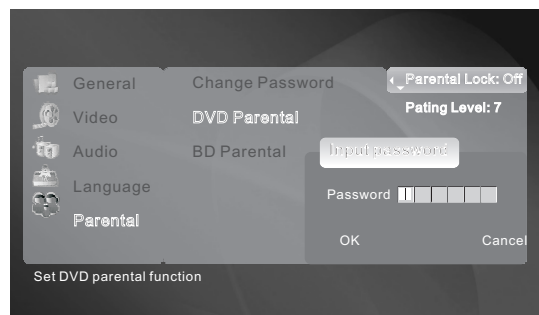 General
Video
Audio
Language
Parental
Change Password
DVD Parental
BD Parental
Parental Lock: Off
Pating Level: 7
Input password
Password
OK
Cancel
Set DVD parental function